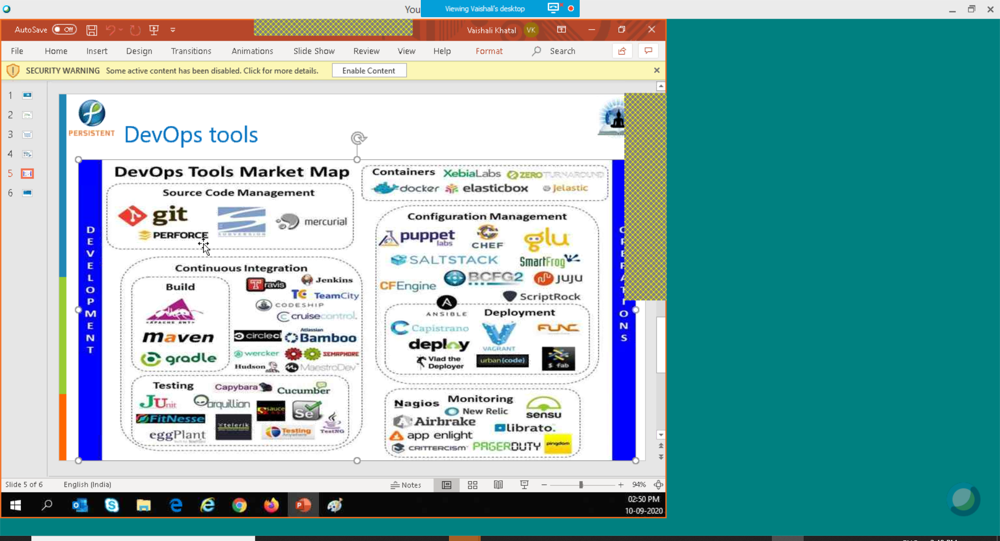 You
Viewing Vaishali's desktop
AutoSave Off
Vaishali Khatal VK
File Home Insert Design Transitions Animations Slide Show Review View Help Format Search
SECURITY WARNING Some active content has been disabled. Click for more details. Enable Content
1
2
3
4
5
6
PERSISTENT
DevOps tools
DEVELOPMENT
DevOps Tools Market Map
Source Code Management
git
SUBVERSION
mercurial
PERFORCE
Continuous Integration
Build
APACHE ANT
maven
gradle
Travis
Jenkins
TC TeamCity
CODESHIP
cruisecontrol.
circleci
Atlassian
Bamboo
wercker
SEMAPHORE
Hudson
MaestroDev
Testing
Capybara
Cucumber
JUnit
arquillian
sauce
Se
FitNesse
telerik
Testing
Anywhere
TestNG
eggPlant
Containers XebiaLabs ZEROTURNAROUND
docker elasticbox Jelastic
Configuration Management
puppet
labs
CHEF
glu
SALTSTACK
SmartFrog
CFEngine
BCFG2
juju
ScriptRock
ANSIBLE
Deployment
Capistrano
VAGRANT
FUNC
deploy
Vlad the
Deployer
urban{code}
$ fab
Monitoring
Nagios
New Relic
sensu
Airbrake
librato.
app enlight
CRITTERCISM
PAGERDUTY
pingdom
IONS
Slide 5 of 6 English (India) Notes 94%
02:50 PM
10-09-2020